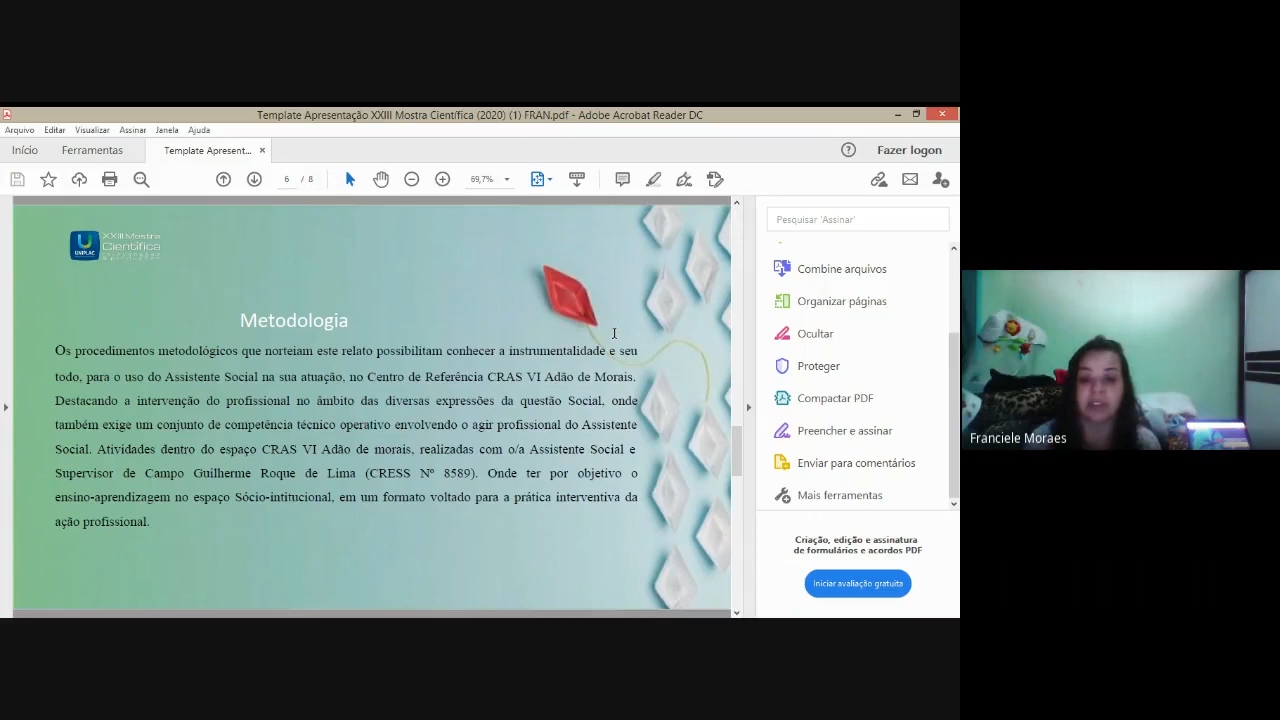 Template Apresentação XXIII Mostra Científica (2020) (1) FRAN.pdf - Adobe Acrobat Reader DC
Arquivo Editar Visualizar Assinar Janela Ajuda
Início Ferramentas Template Apresent... Fazer logon
6 / 8 69,7%
Pesquisar 'Assinar'
Combine arquivos
Organizar páginas
Ocultar
Proteger
Compactar PDF
Preencher e assinar
Enviar para comentários
Mais ferramentas
Criação, edição e assinatura
de formulários e acordos PDF
Iniciar avaliação gratuita
UNIPLAC
XXIII Mostra
Científica
Metodologia
Os procedimentos metodológicos que norteiam este relato possibilitam conhecer a instrumentalidade e seu
todo, para o uso do Assistente Social na sua atuação, no Centro de Referência CRAS VI Adão de Morais.
Destacando a intervenção do profissional no âmbito das diversas expressões da questão Social, onde
também exige um conjunto de competência técnico operativo envolvendo o agir profissional do Assistente
Social. Atividades dentro do espaço CRAS VI Adão de morais, realizadas com o/a Assistente Social e
Supervisor de Campo Guilherme Roque de Lima (CRESS Nº 8589). Onde ter por objetivo o
ensino-aprendizagem no espaço Sócio-intitucional, em um formato voltado para a prática interventiva da
ação profissional.
Franciele Moraes